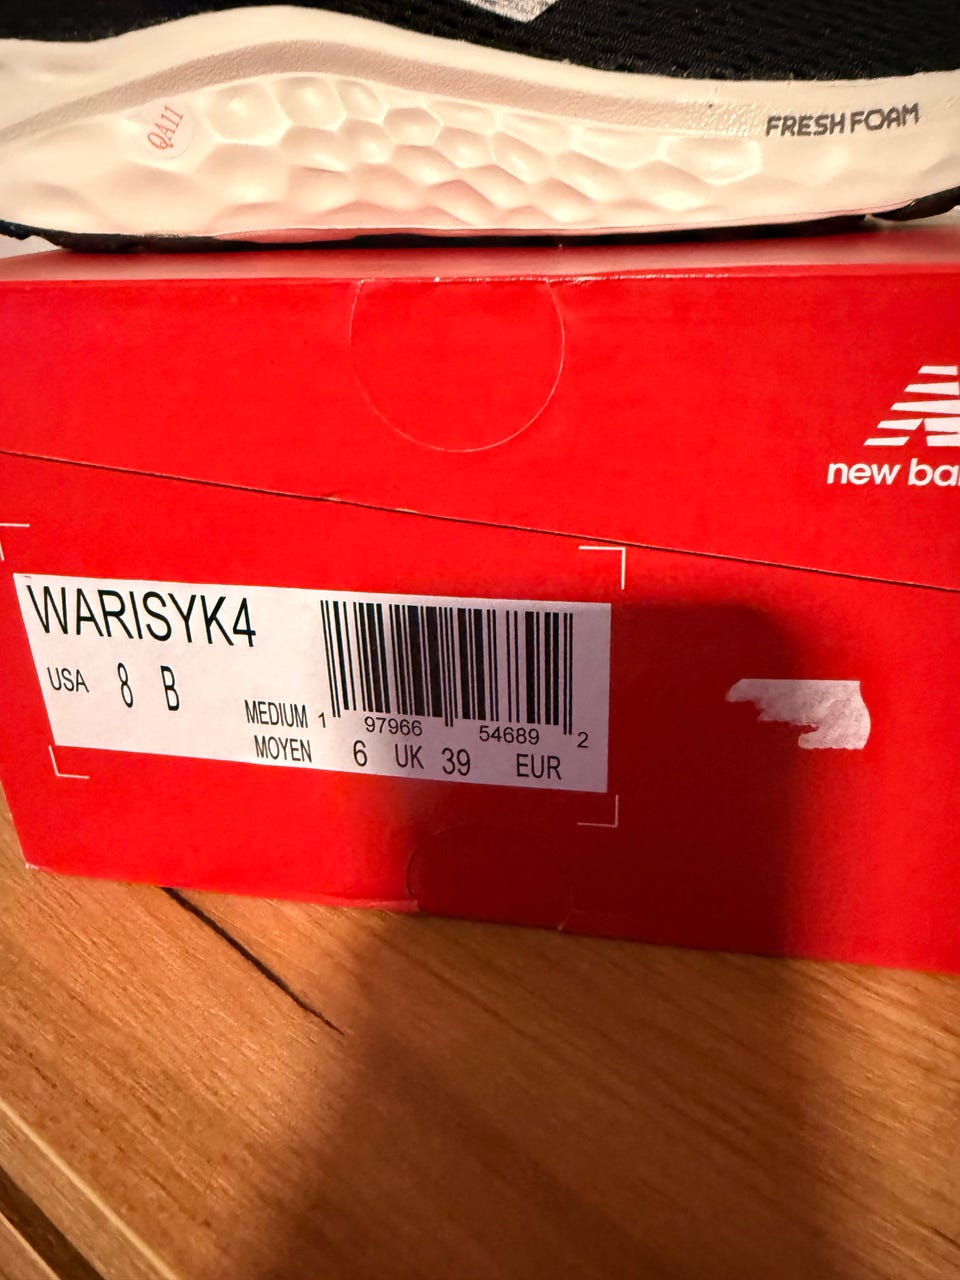 QA11
FRESH FOAM
new ba
WARISYK4
USA 8 B
MEDIUM
MOYEN
1 97966 54689 2
6 UK 39 EUR